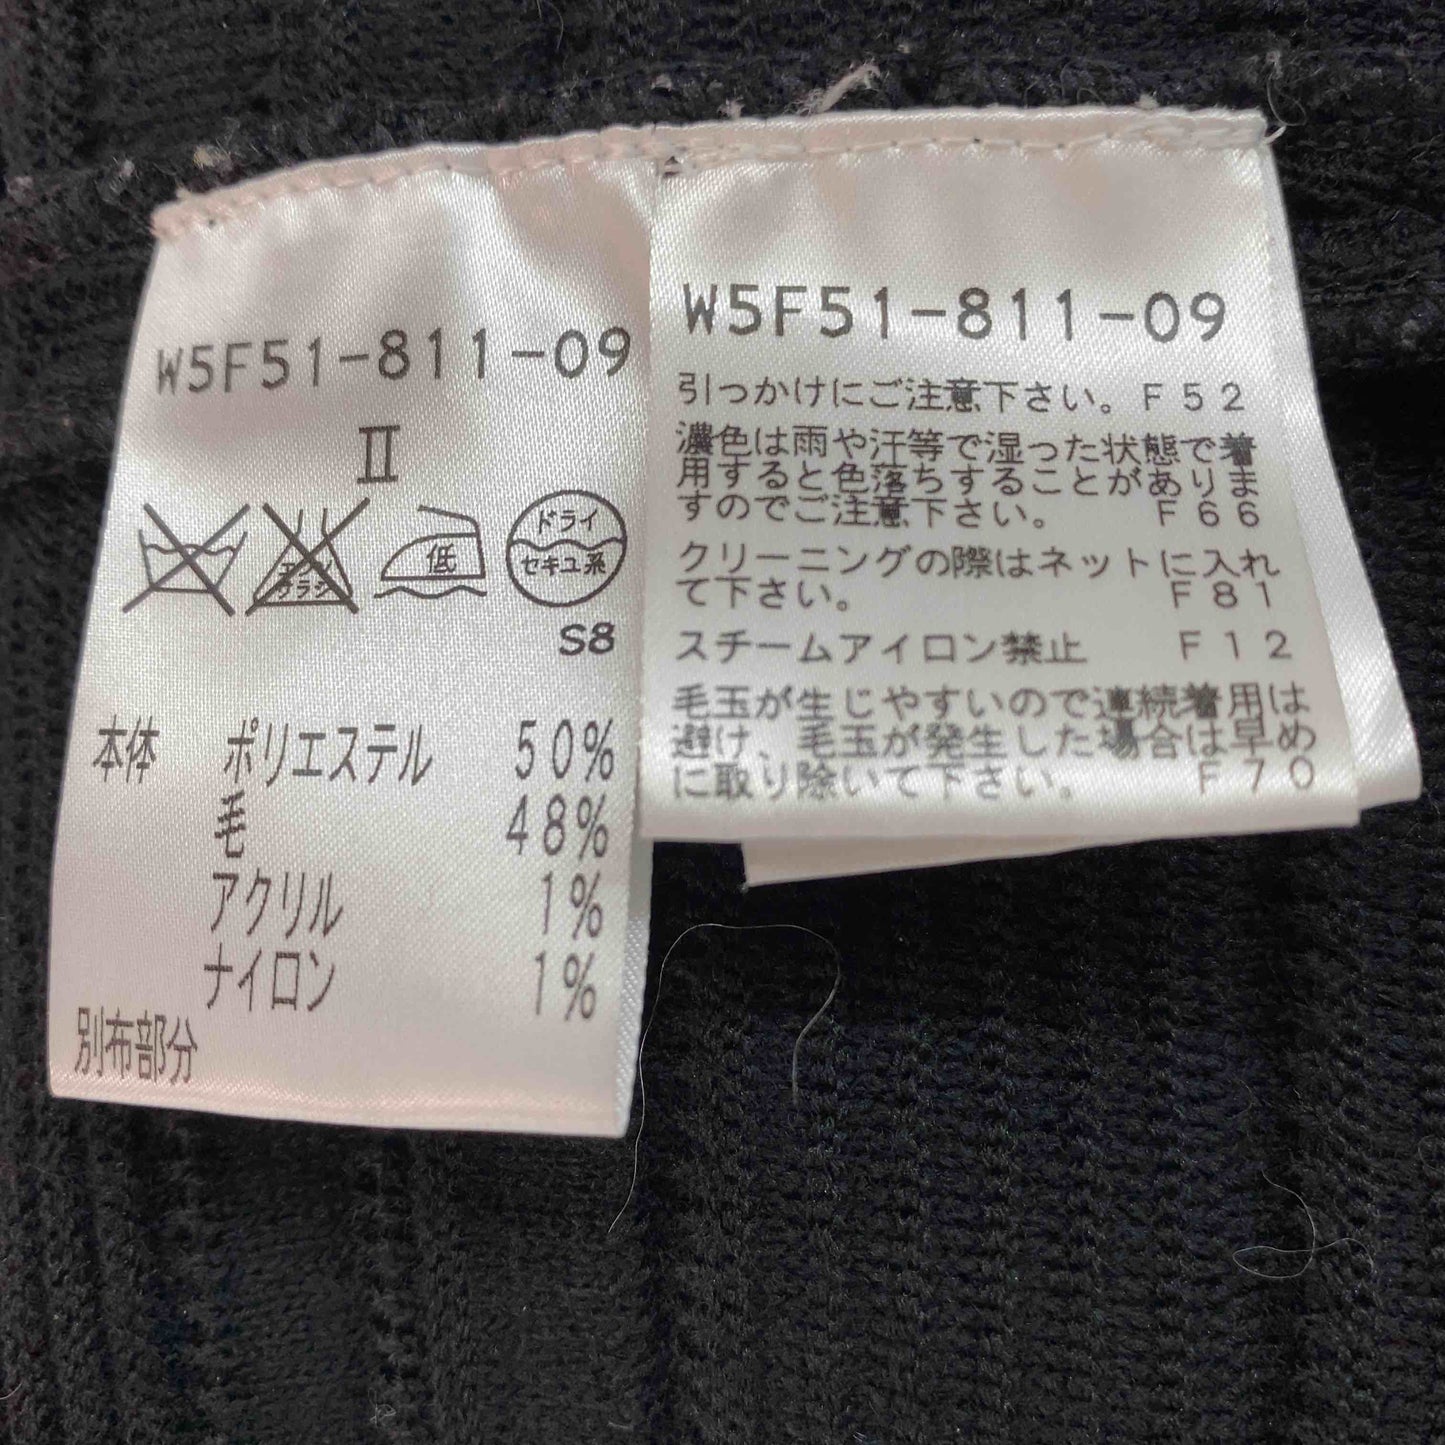 W5F51-811-09
II
エンソ
サラシ
低
ドライ
セキユ系
S8
本体 ポリエステル 50%
毛 48%
アクリル 1%
ナイロン 1%
別布部分
W5F51-811-09
引っかけにご注意下さい。F52
濃色は雨や汗等で湿った状態で着
用すると色落ちすることがありま
すのでご注意下さい。 F66
クリーニングの際はネットに入れ
て下さい。 F81
スチームアイロン禁止 F12
毛玉が生じやすいので連続着用は
避け、毛玉が発生した場合は早め
に取り除いて下さい。 F70